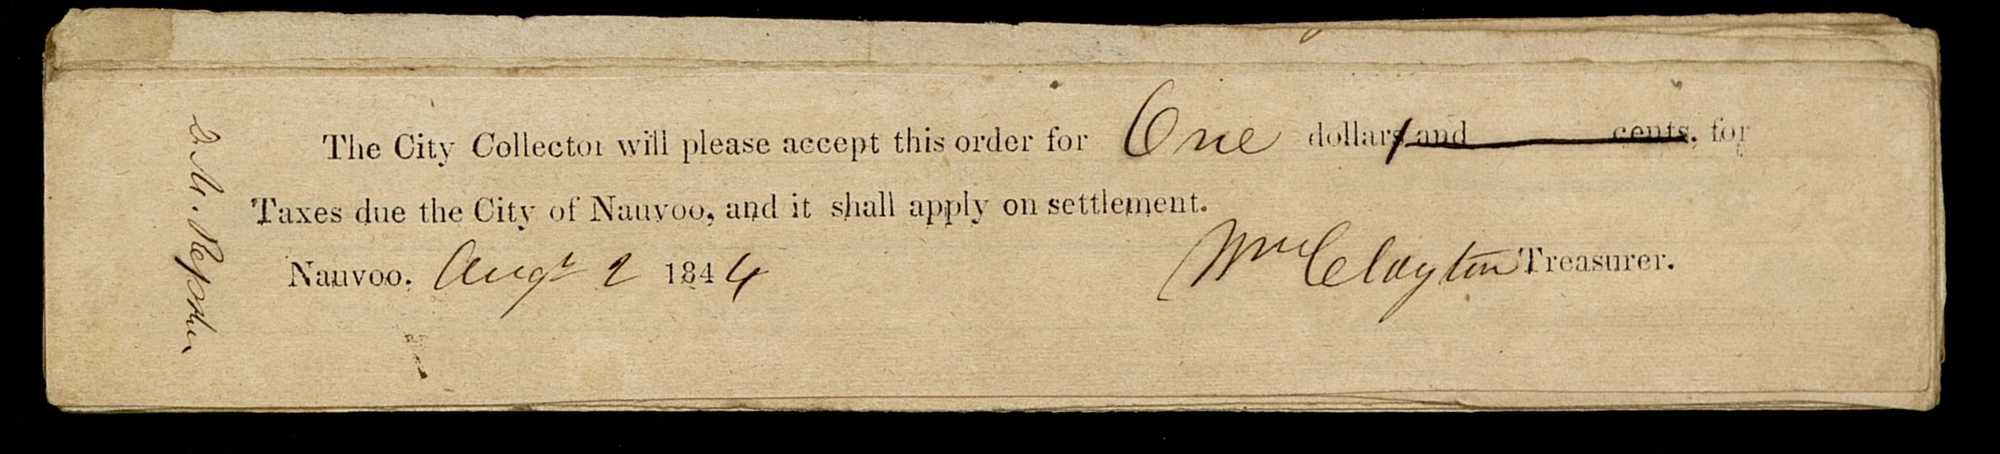 The City Collector will please accept this order for One dollars and cents, for
Taxes due the City of Nauvoo, and it shall apply on settlement.
Nauvoo. Augt 2 1844 Wm Clayton Treasurer.
D. M. Repsher